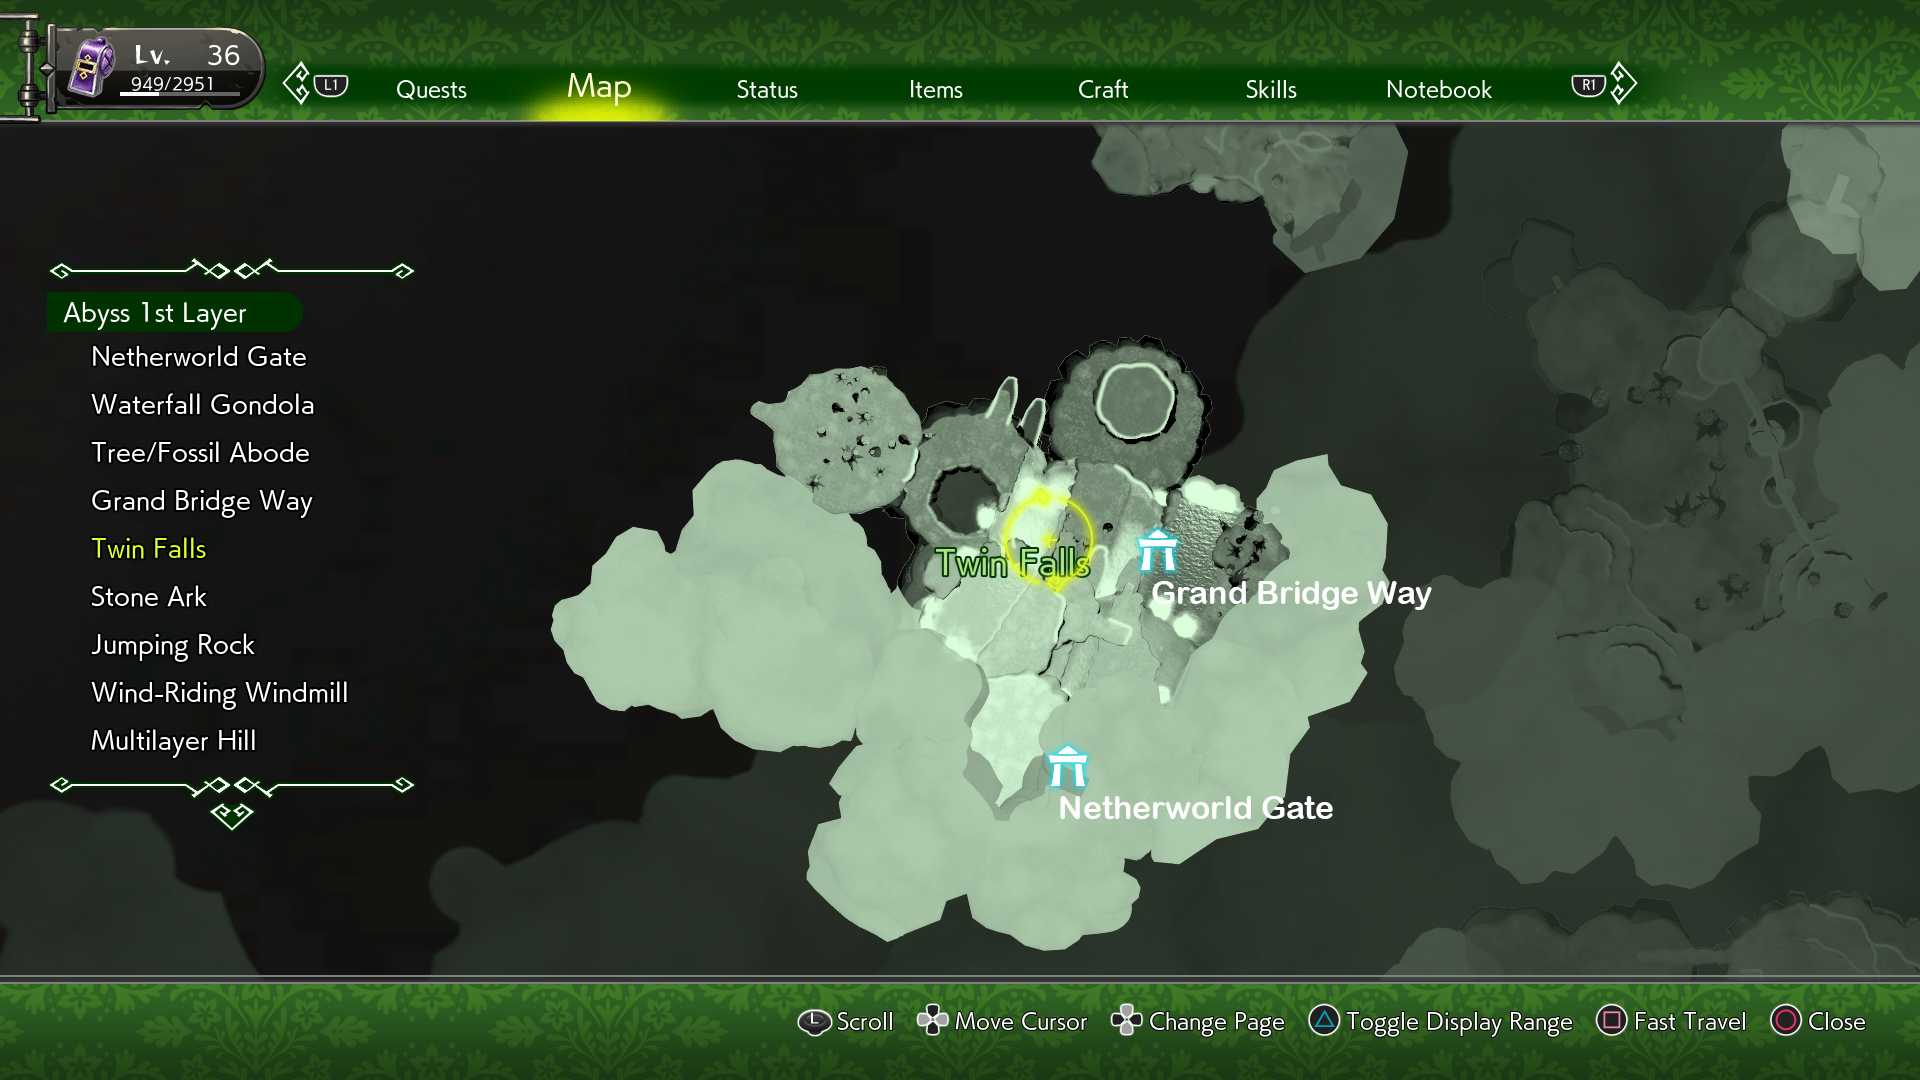 Lv. 36
949/2951
L1
Quests
Map
Status
Items
Craft
Skills
Notebook
R1
Abyss 1st Layer
Netherworld Gate
Waterfall Gondola
Tree/Fossil Abode
Grand Bridge Way
Twin Falls
Stone Ark
Jumping Rock
Wind-Riding Windmill
Multilayer Hill
Twin Falls
Grand Bridge Way
Netherworld Gate
L Scroll
Move Cursor
Change Page
Toggle Display Range
Fast Travel
Close